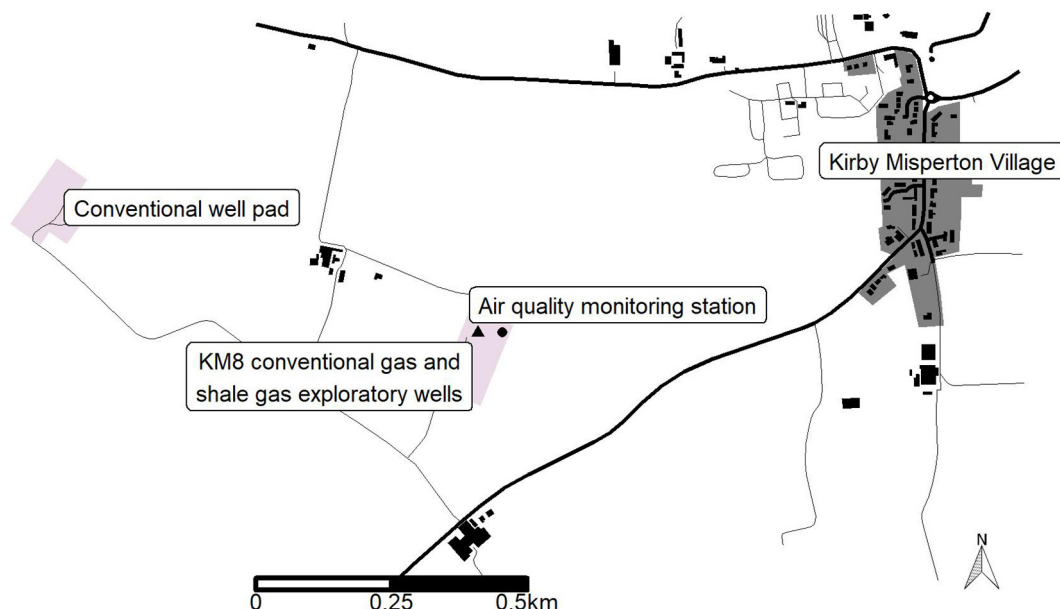 Kirby Misperton Village
Conventional well pad
Air quality monitoring station
KM8 conventional gas and
shale gas exploratory wells
N
0 0.25 0.5km